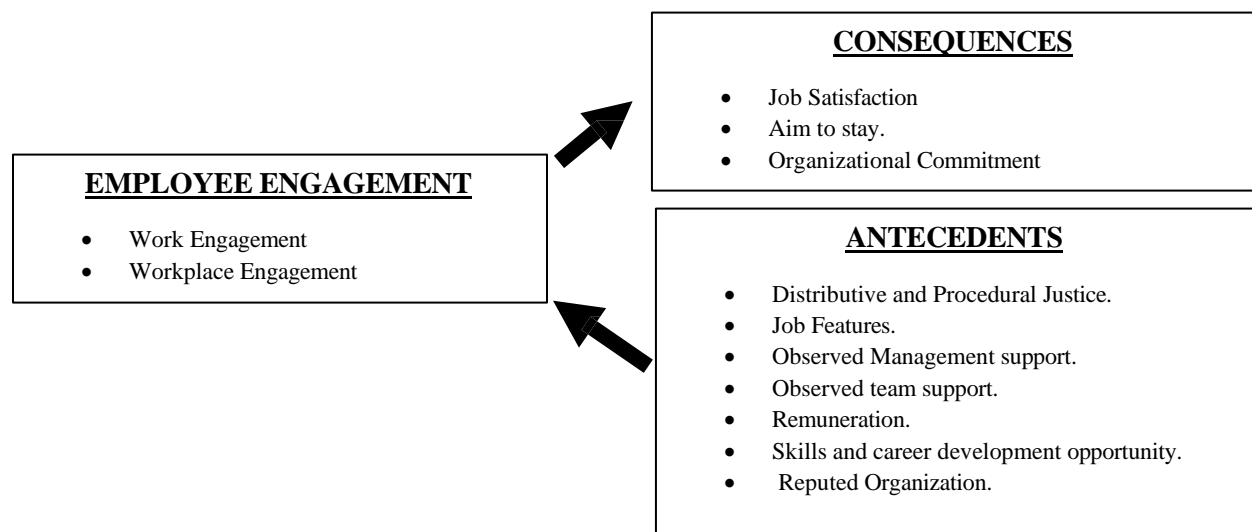 CONSEQUENCES
• Job Satisfaction
• Aim to stay.
• Organizational Commitment
EMPLOYEE ENGAGEMENT
• Work Engagement
• Workplace Engagement
ANTECEDENTS
• Distributive and Procedural Justice.
• Job Features.
• Observed Management support.
• Observed team support.
• Remuneration.
• Skills and career development opportunity.
• Reputed Organization.